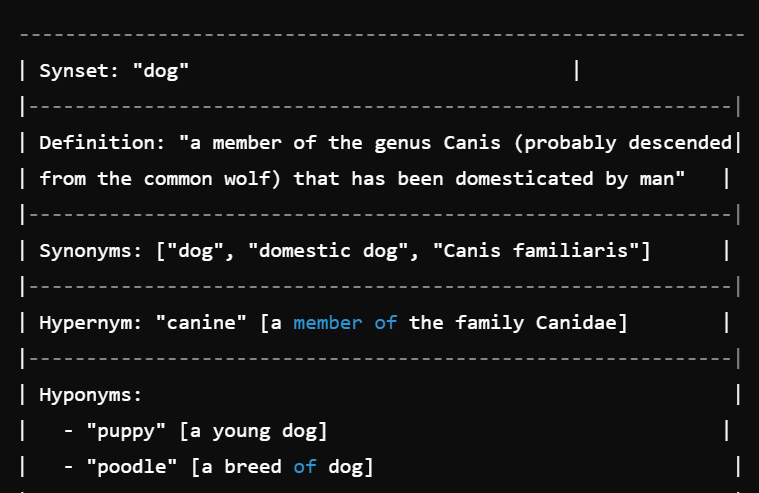 --------------------------------------------------------------
| Synset: "dog"                                 |
|------------------------------------------------------------|
| Definition: "a member of the genus Canis (probably descended|
| from the common wolf) that has been domesticated by man"   |
|------------------------------------------------------------|
| Synonyms: ["dog", "domestic dog", "Canis familiaris"]      |
|------------------------------------------------------------|
| Hypernym: "canine" [a member of the family Canidae]        |
|------------------------------------------------------------|
| Hyponyms:                                                   |
|   - "puppy" [a young dog]                                  |
|   - "poodle" [a breed of dog]                               |